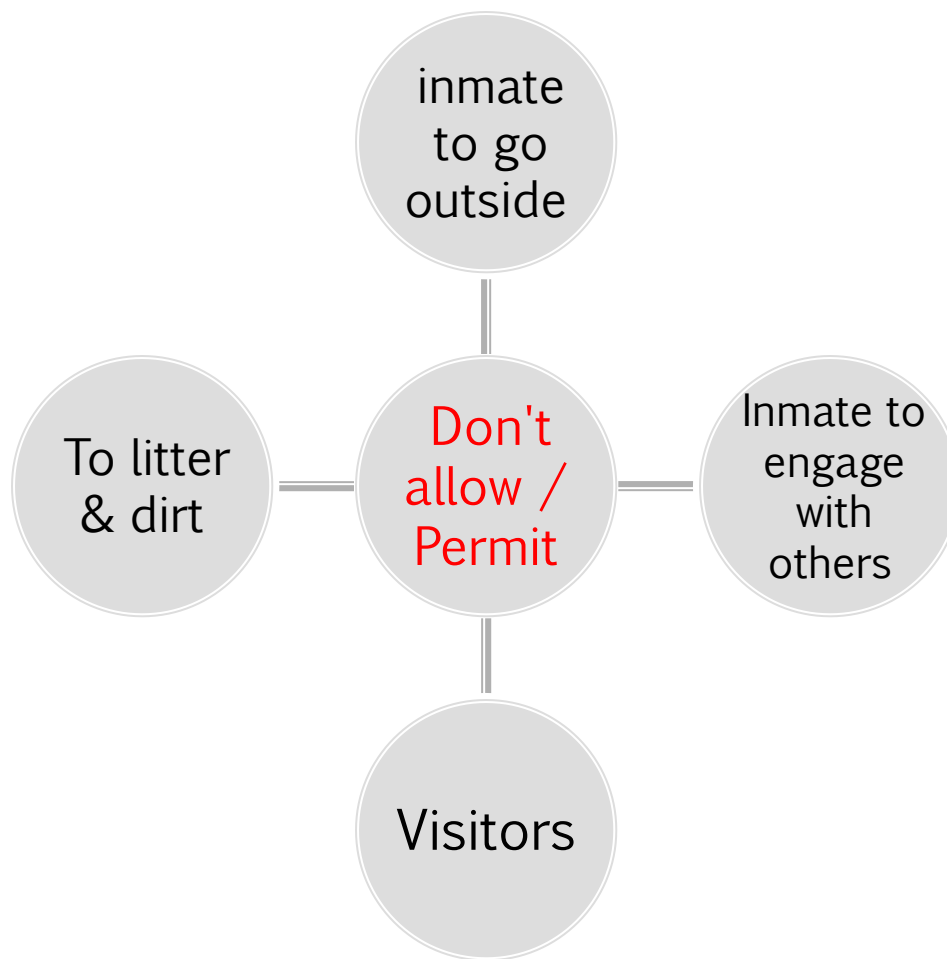 inmate
to go
outside
To litter
& dirt
Don't
allow /
Permit
Inmate to
engage
with
others
Visitors